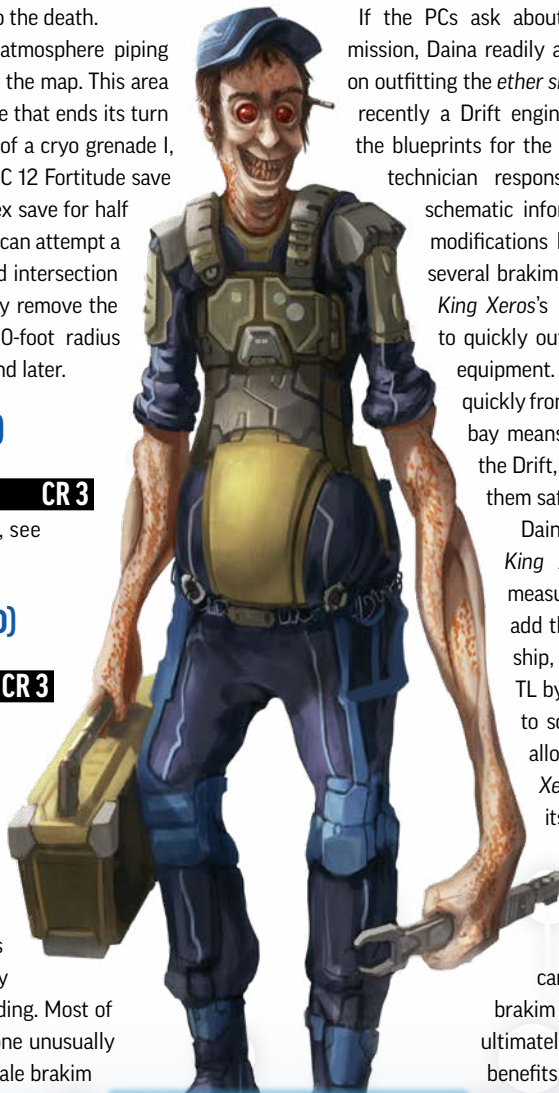 o the death.
atmosphere piping
the map. This area
e that ends its turn
of a cryo grenade I,
C 12 Fortitude save
ex save for half
can attempt a
d intersection
y remove the
0-foot radius
nd later.
)
CR 3
, see
D)
CR 3
s
y
ding. Most of
one unusually
ale brakim
If the PCs ask about
mission, Daina readily a
on outfitting the ether s
recently a Drift engin
the blueprints for the
technician respons
schematic infor
modifications
several brakim
King Xeros's
to quickly out
equipment.
quickly from
bay means
the Drift,
them saf
Dain
King
measu
add th
ship,
TL by
to so
allo
Xe
its
car
brakim
ultimatel
benefits